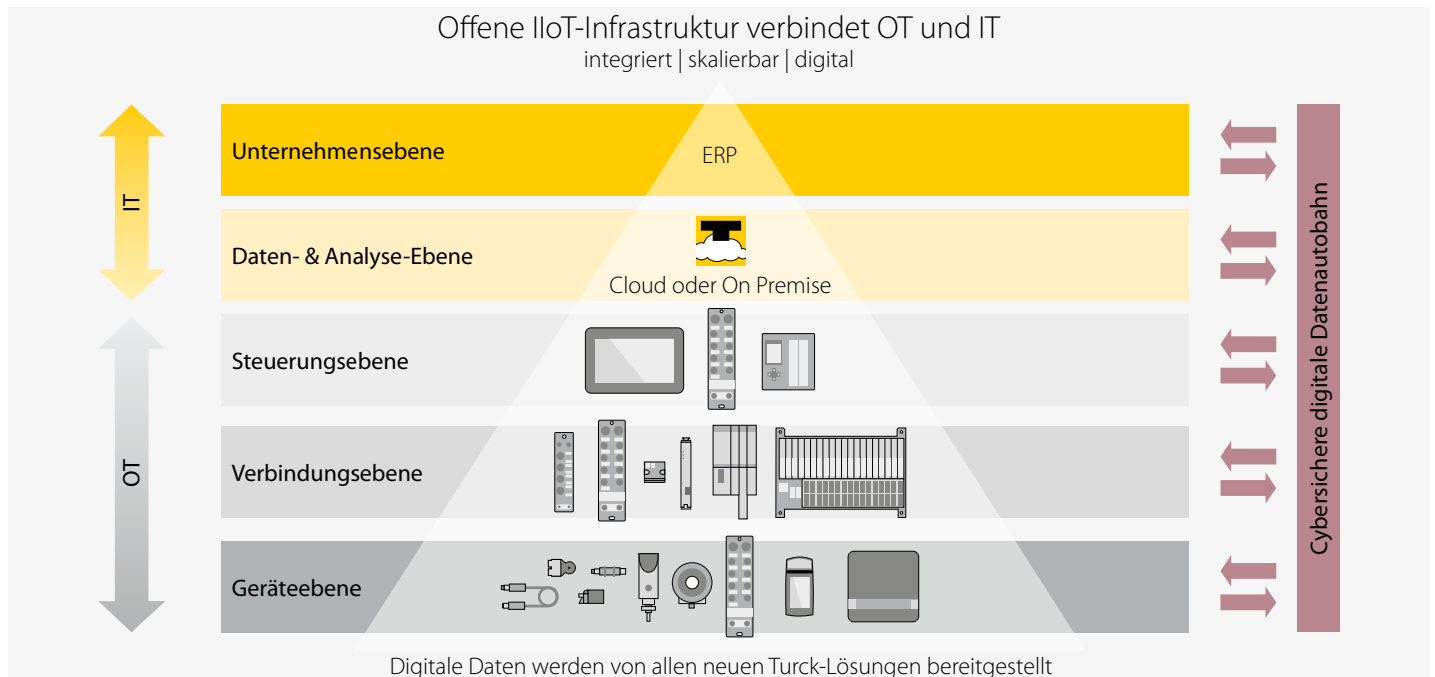 Offene IIoT-Infrastruktur verbindet OT und IT
integriert | skalierbar | digital
IT
Unternehmensebene
ERP
Daten- & Analyse-Ebene
Cloud oder On Premise
OT
Steuerungsebene
Verbindungsebene
Geräteebene
Cybersichere digitale Datenautobahn
Digitale Daten werden von allen neuen Turck-Lösungen bereitgestellt